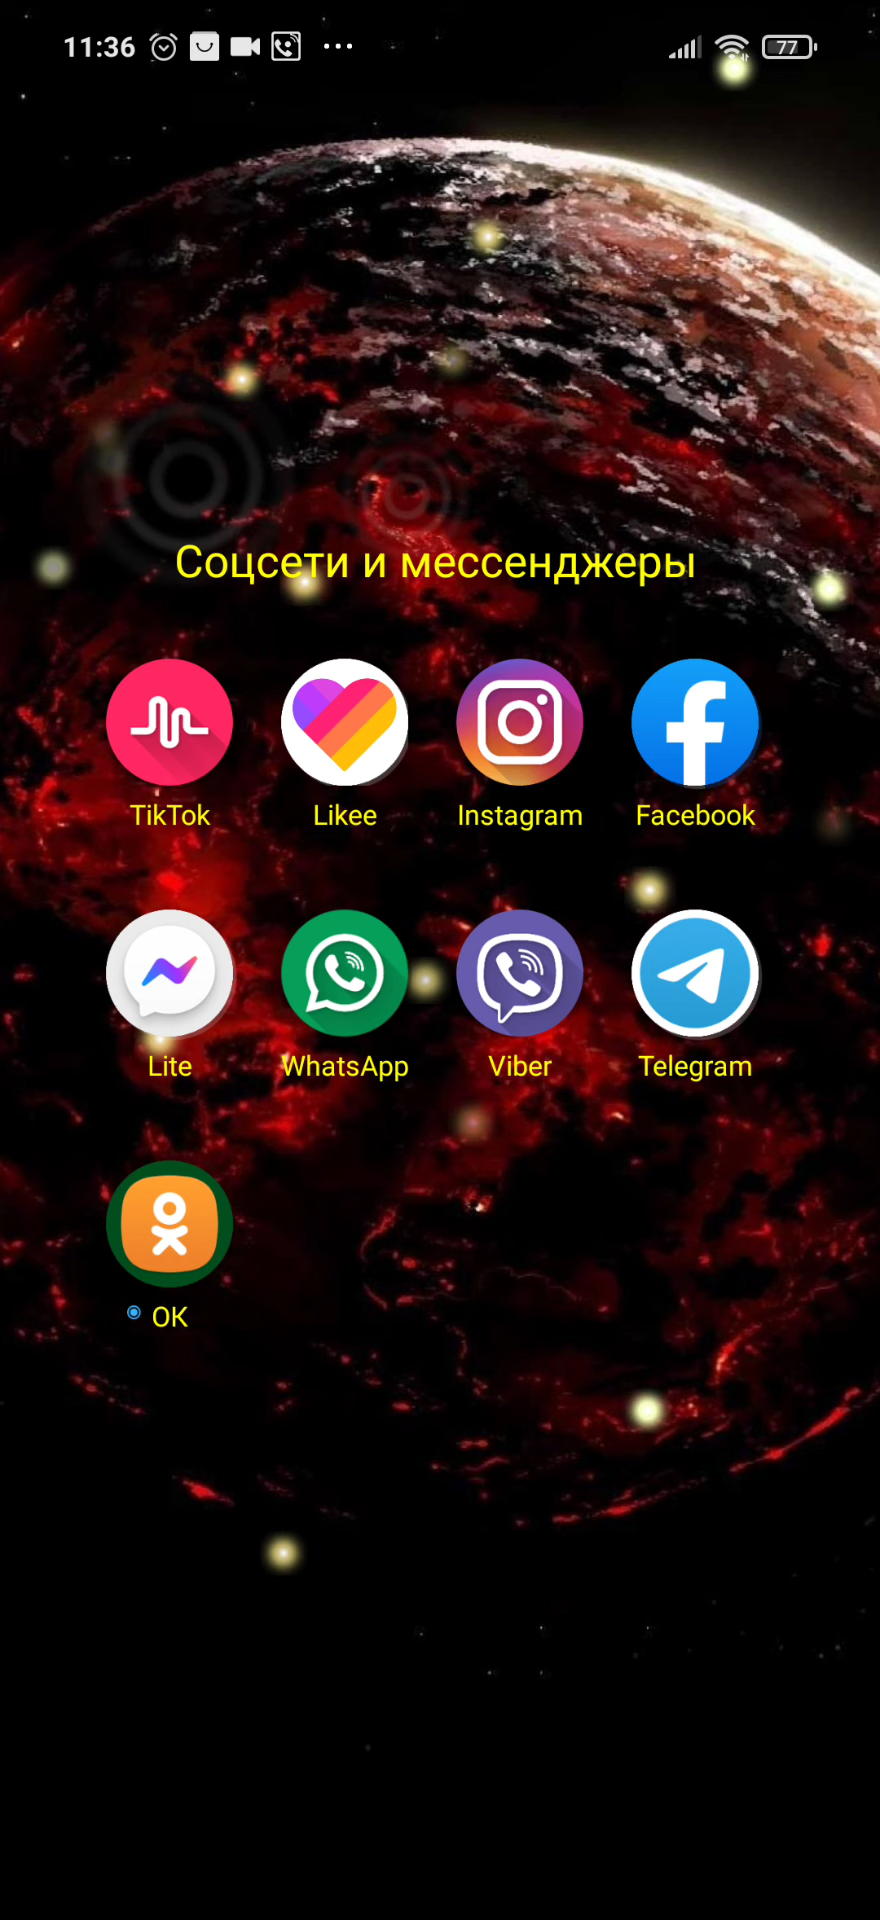 11:36
77
Соцсети и мессенджеры
TikTok
Likee
Instagram
Facebook
Lite
WhatsApp
Viber
Telegram
OK